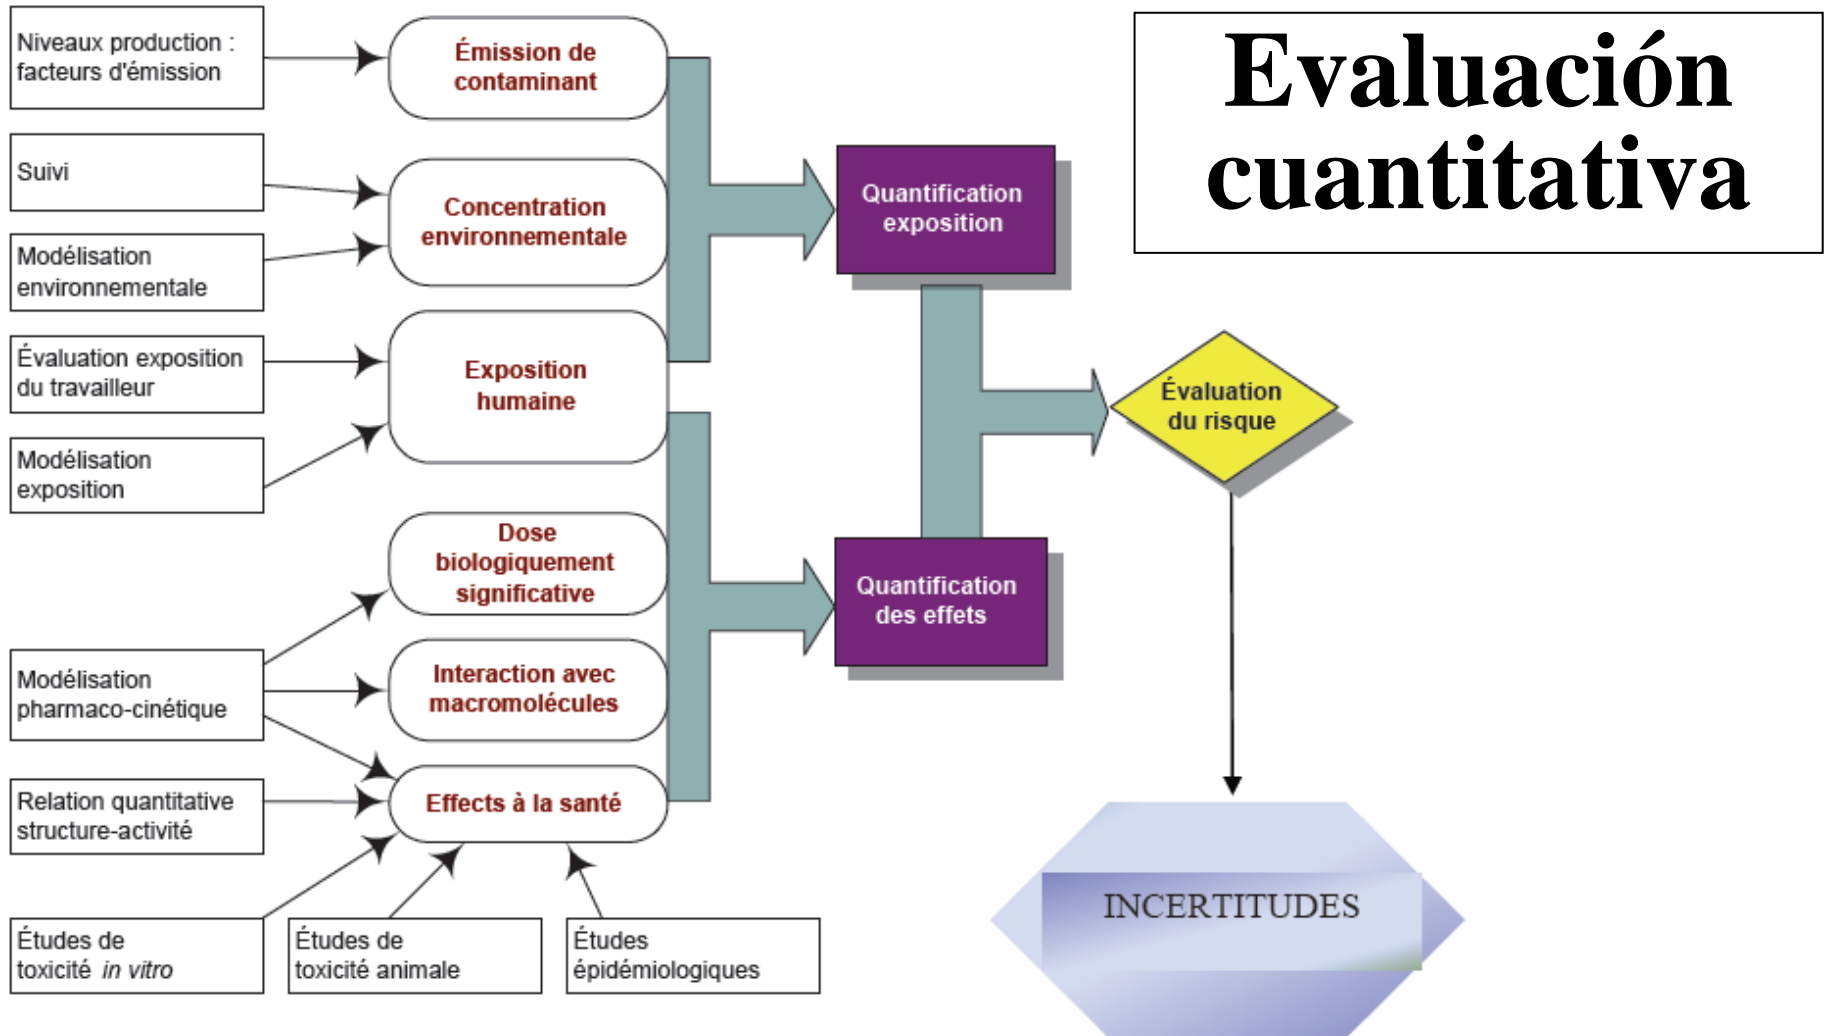 Evaluación
cuantitativa
Niveaux production :
facteurs d'émission
Suivi
Modélisation
environnementale
Évaluation exposition
du travailleur
Modélisation
exposition
Modélisation
pharmaco-cinétique
Relation quantitative
structure-activité
Études de
toxicité in vitro
Études de
toxicité animale
Études
épidémiologiques
Émission de
contaminant
Concentration
environnementale
Exposition
humaine
Dose
biologiquement
significative
Interaction avec
macromolécules
Effects à la santé
Quantification
exposition
Quantification
des effets
Évaluation
du risque
INCERTITUDES